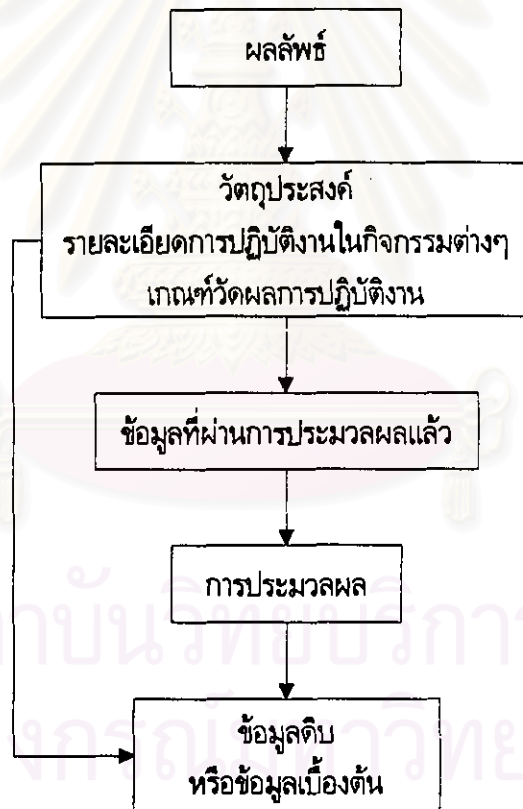 ผลลัพธ์
วัตถุประสงค์
รายละเอียดการปฏิบัติงานในกิจกรรมต่างๆ
เกณฑ์วัดผลการปฏิบัติงาน
ข้อมูลที่ผ่านการประมวลผลแล้ว
การประมวลผล
ข้อมูลดิบ
หรือข้อมูลเบื้องต้น